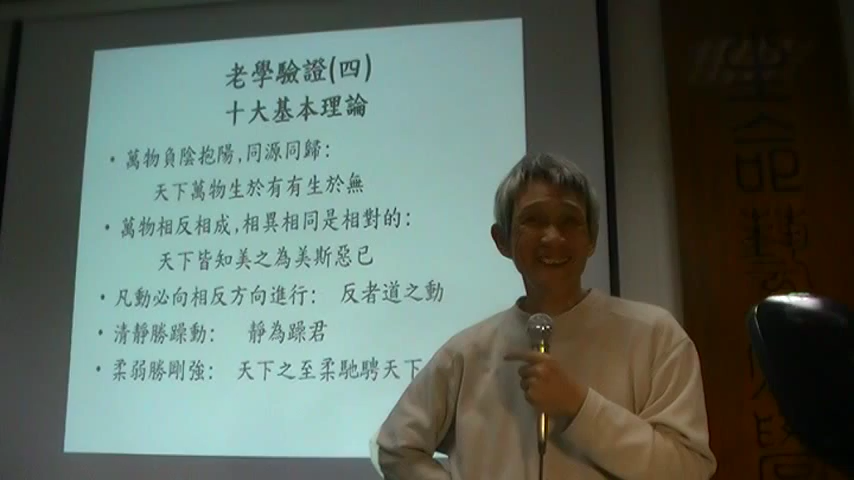 老學驗證(四)
十大基本理論
• 萬物負陰抱陽,同源同歸:
天下萬物生於有有生於無
• 萬物相反相成,相異相同是相對的:
天下皆知美之為美斯惡已
• 凡動必向相反方向進行: 反者道之動
• 清靜勝躁動: 靜為躁君
• 柔弱勝剛強: 天下之至柔馳騁天下
生命